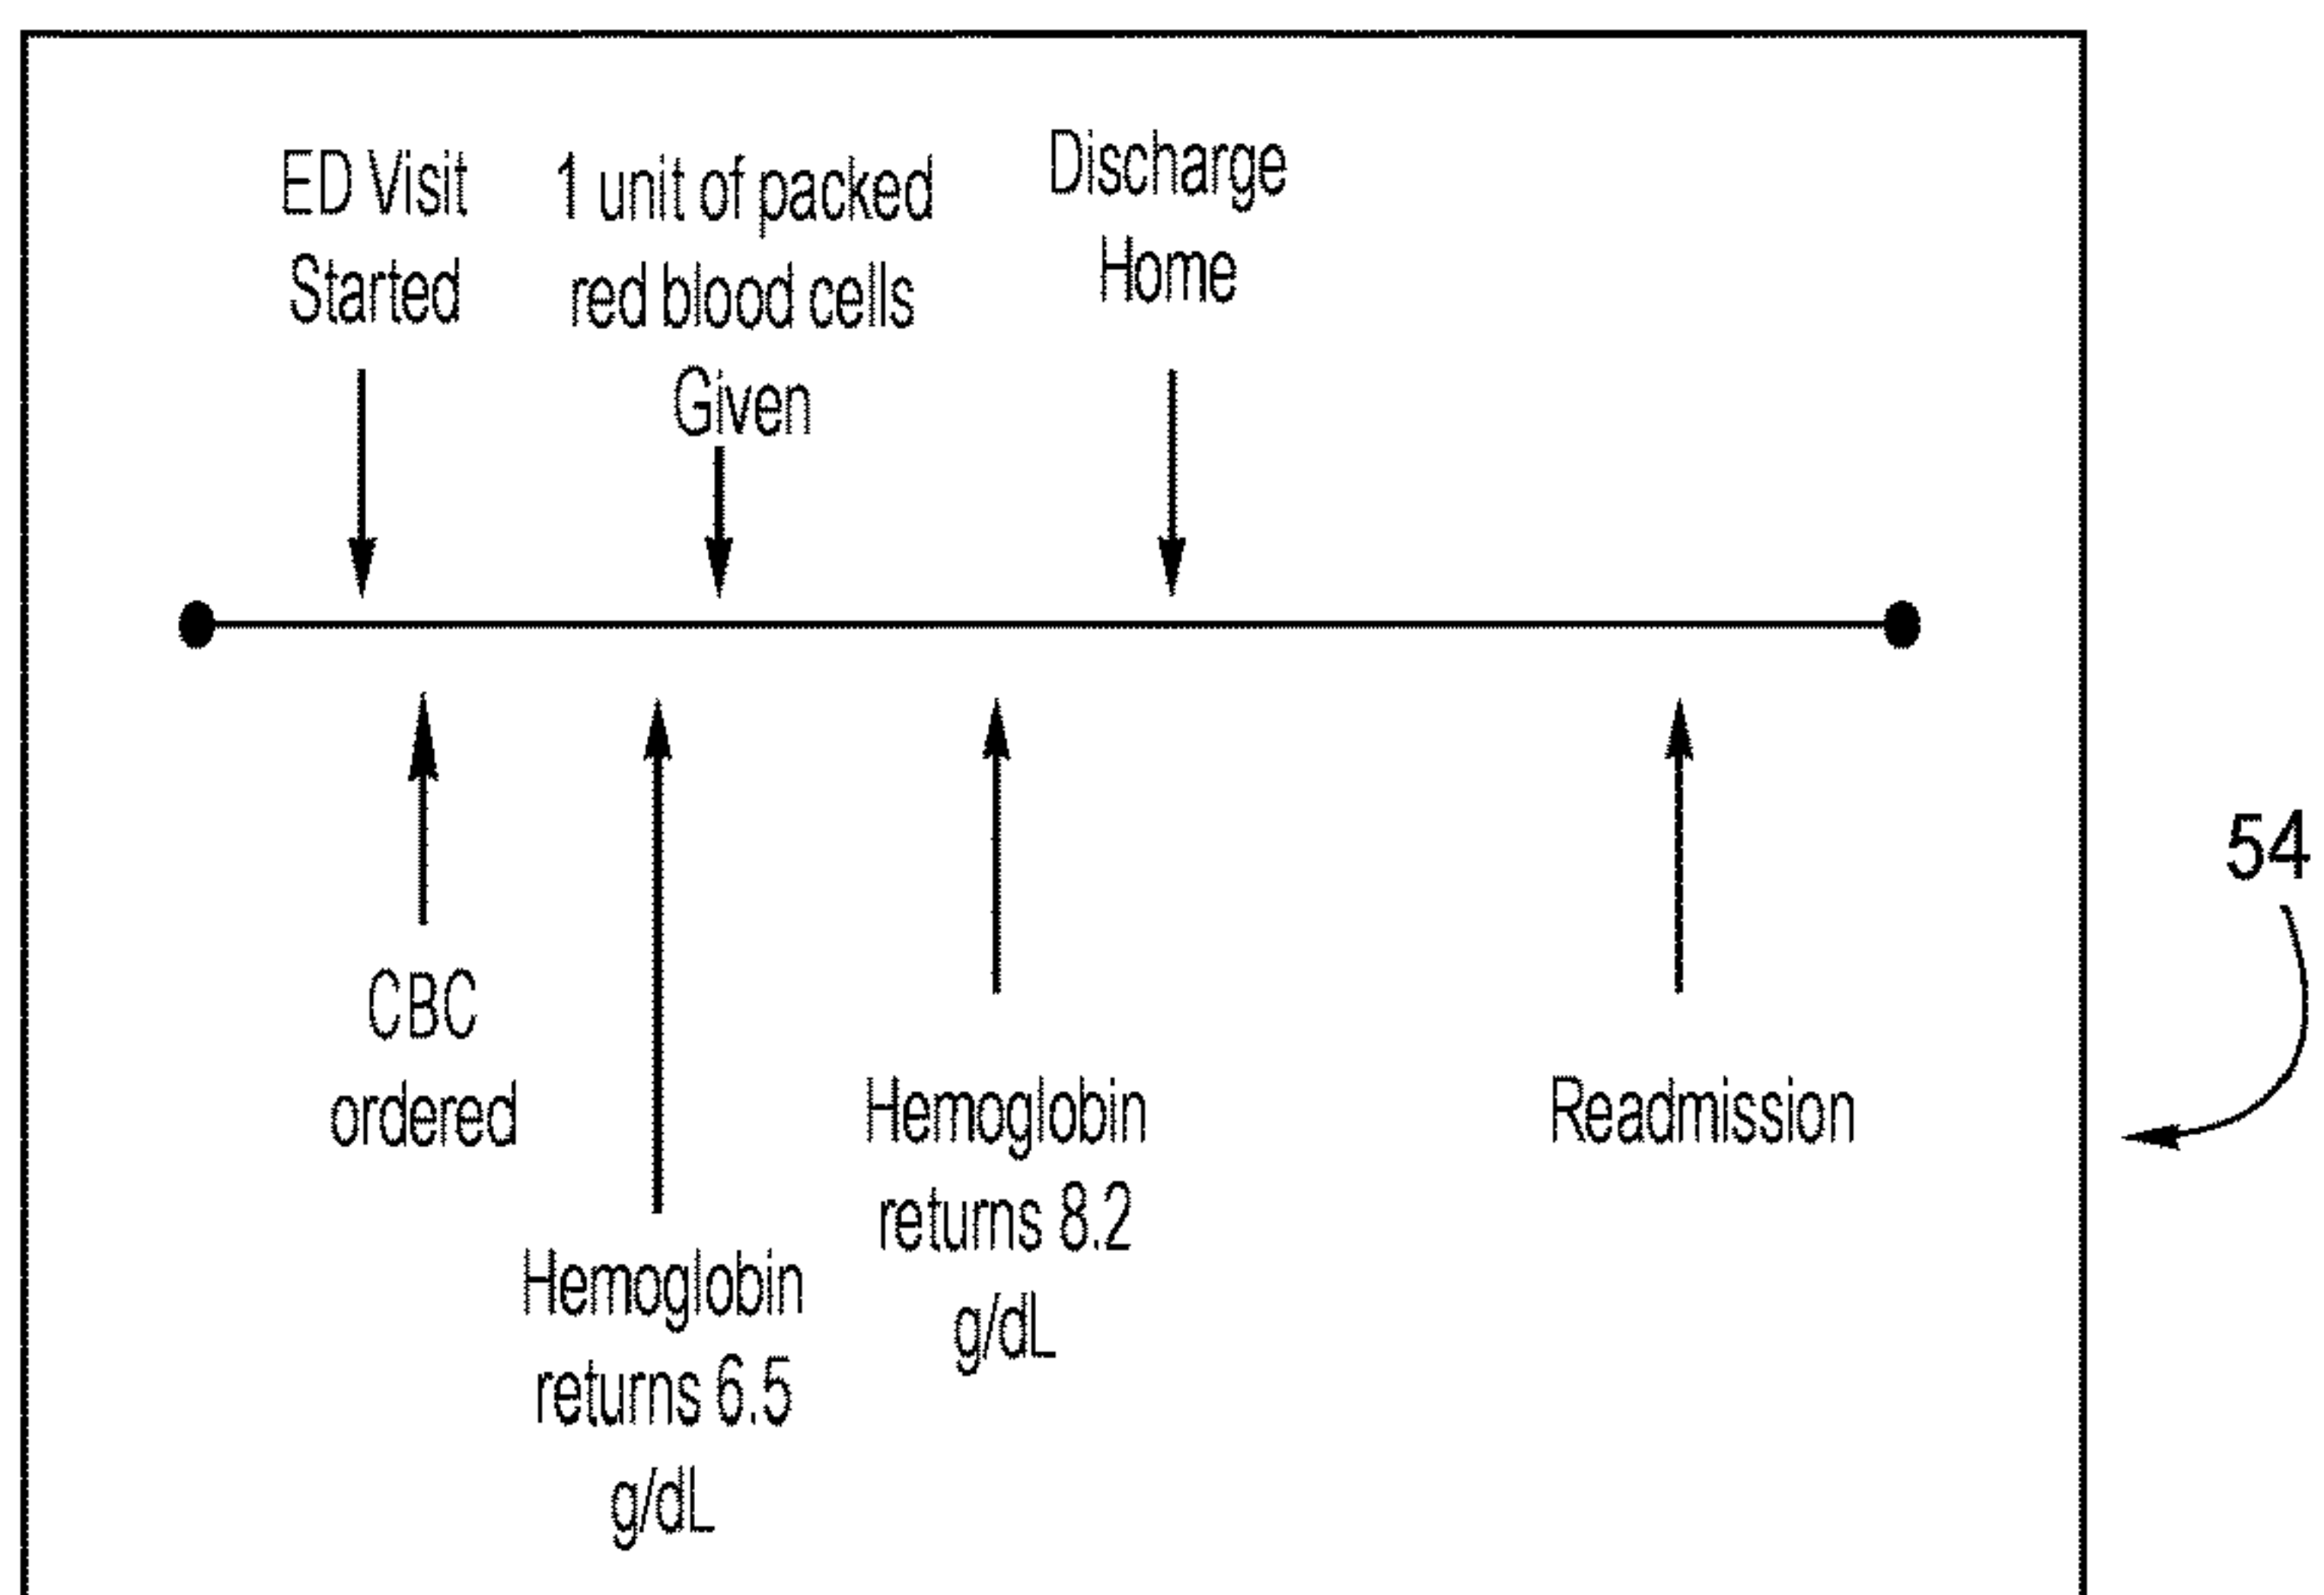 ED Visit
Started
1 unit of packed
red blood cells
Given
Discharge
Home
CBC
ordered
Hemoglobin
returns 6.5
g/dL
Hemoglobin
returns 8.2
g/dL
Readmission
54